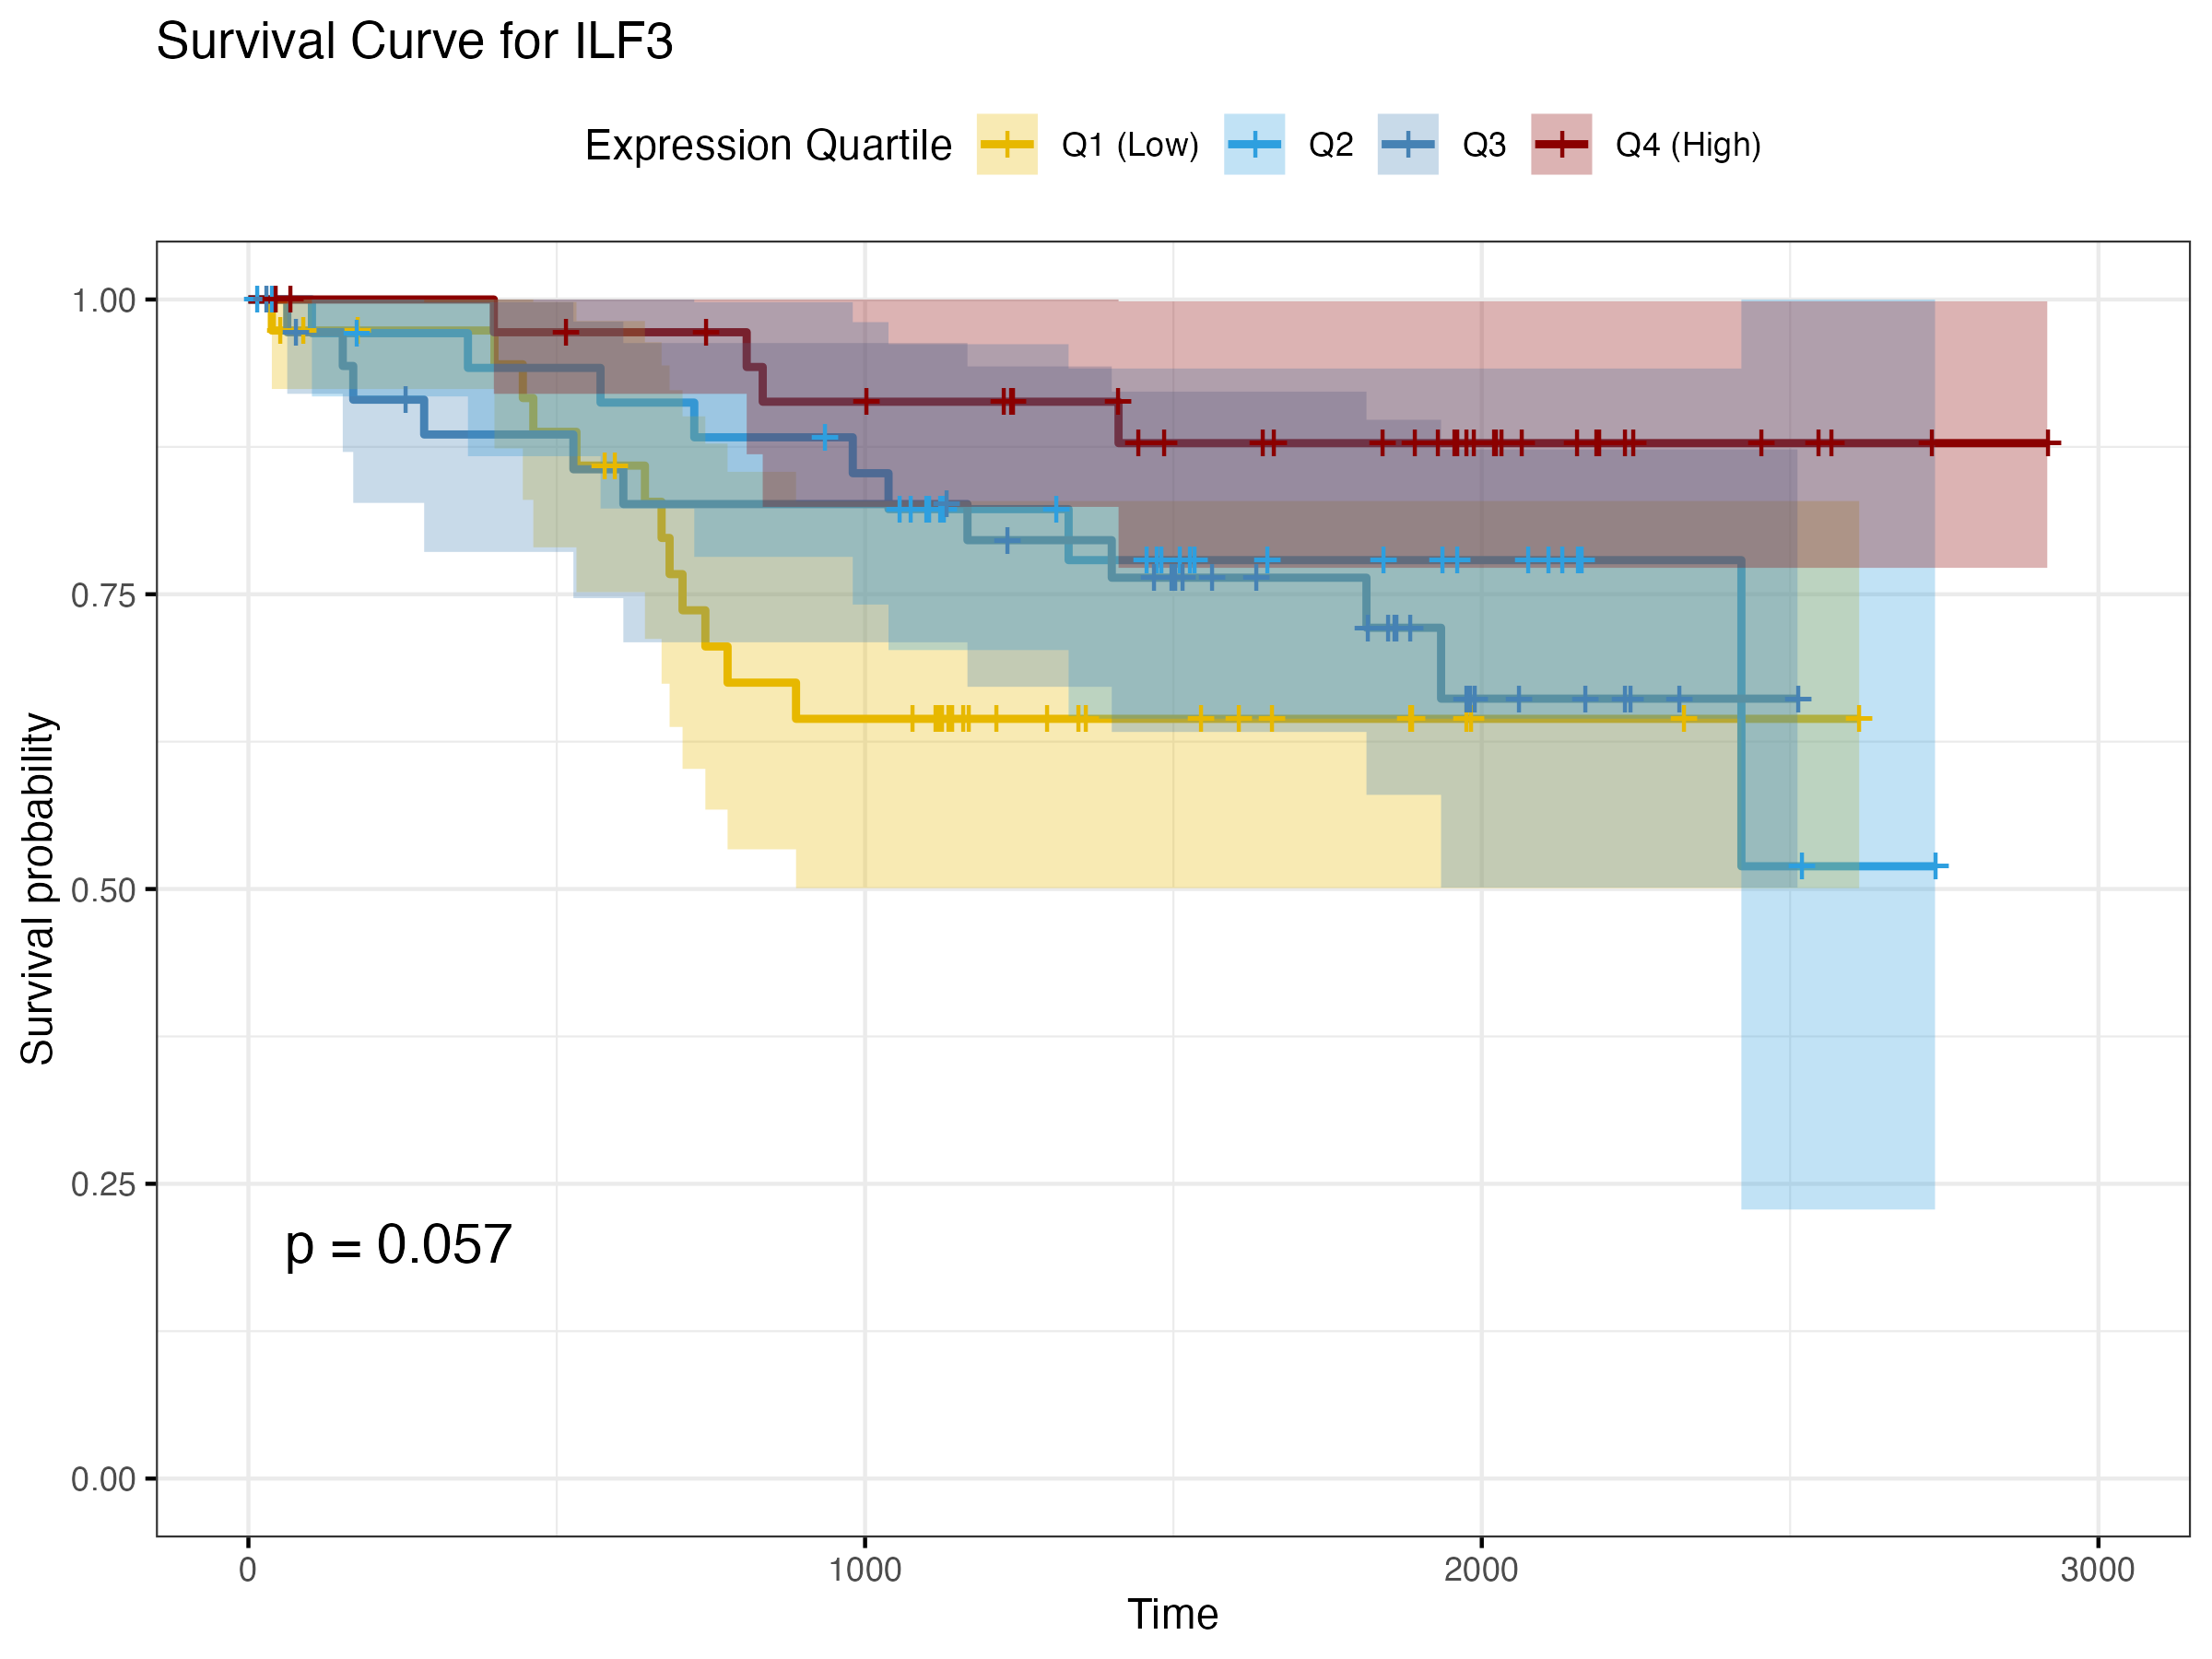 Survival Curve for ILF3
Expression Quartile Q1 (Low) Q2 Q3 Q4 (High)
Survival probability
1.00
0.75
0.50
0.25
0.00
p = 0.057
0 1000 2000 3000
Time